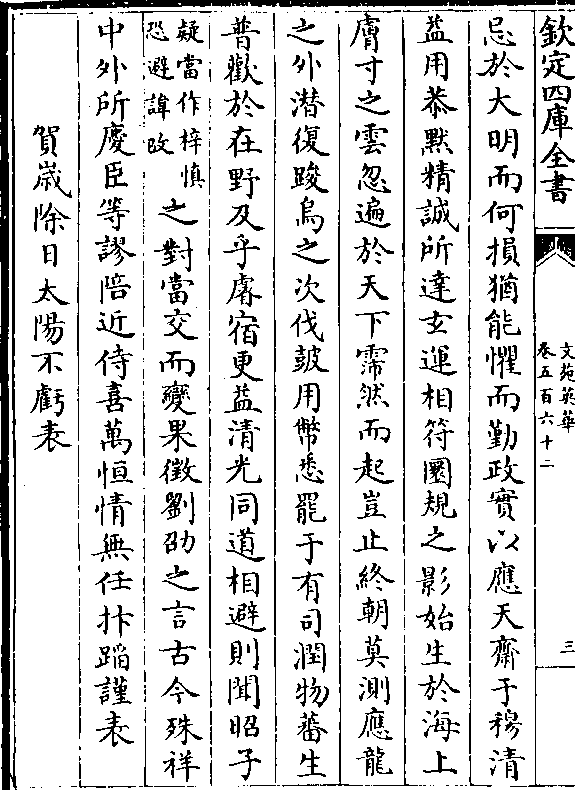 欽定四庫全書
文苑英華
卷五百六十二
三
忌於大明而何損猶能懼而勤政實以應天齋于穆清
益用恭默精誠所達玄運相符圜規之影始生於海上
膚寸之雲忽遍於天下霈然而起豈止終朝莫測應龍
之外潛復踆烏之次伐鼓用幣悉罷于有司潤物蕃生
普歡於在野及乎處宿更益清光同道相避則聞昭子
疑當作梓慎
恐避諱改
之對當交而變果徵劉邵之言古今殊祥
中外所慶臣等謬陪近侍喜萬恒情無任抃蹈謹表
賀歲除日太陽不虧表